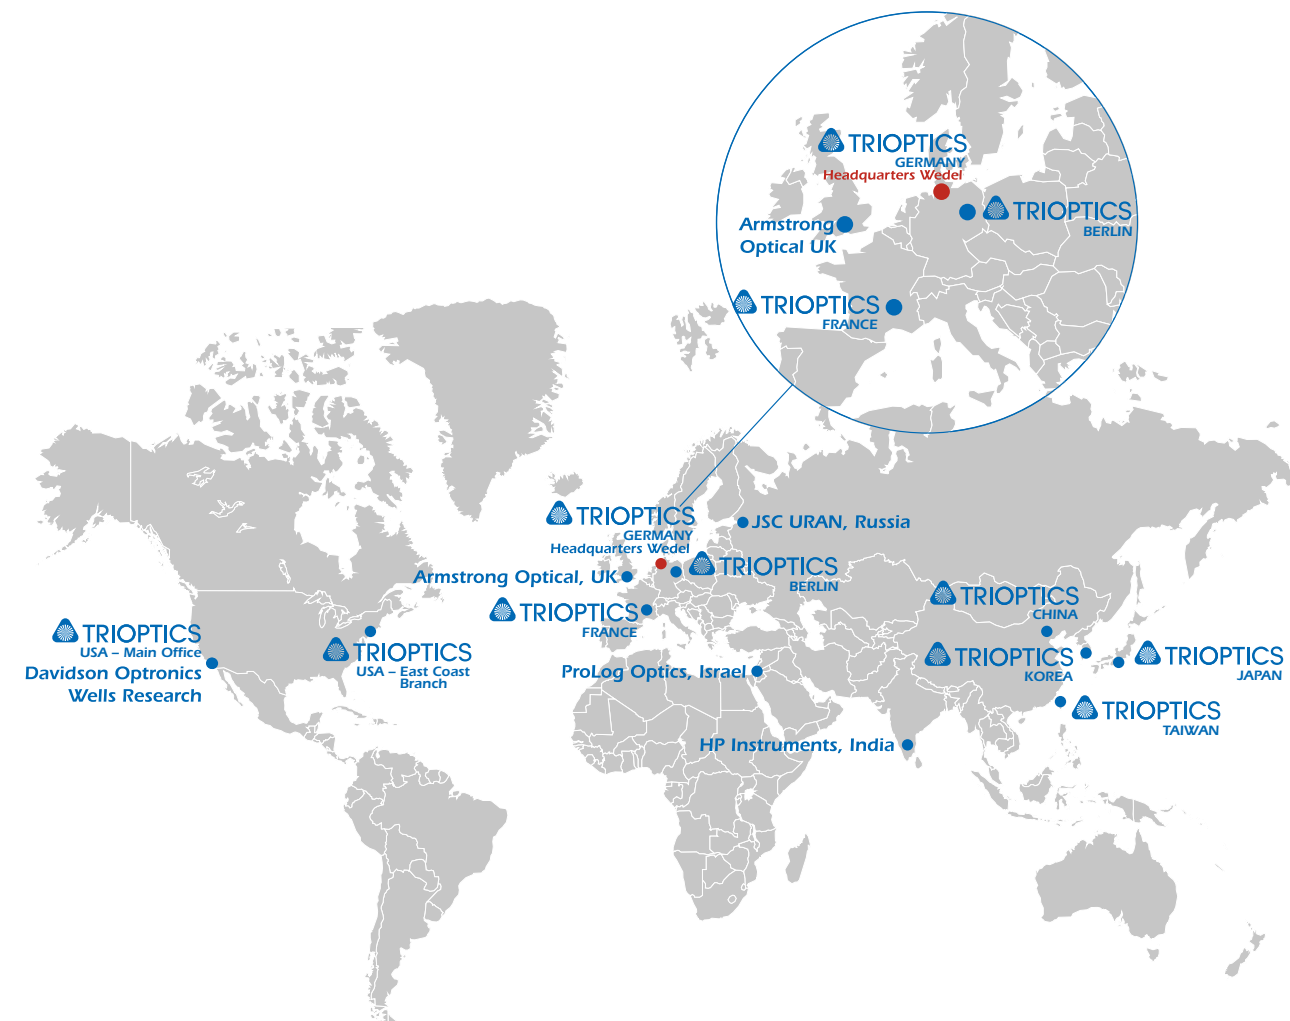 TRIOPTICS
GERMANY
Headquarters Wedel
TRIOPTICS
BERLIN
Armstrong
Optical UK
TRIOPTICS
FRANCE
TRIOPTICS
GERMANY
Headquarters Wedel
JSC URAN, Russia
TRIOPTICS
BERLIN
Armstrong Optical, UK
TRIOPTICS
FRANCE
TRIOPTICS
CHINA
TRIOPTICS
USA – Main Office
Davidson Optronics
Wells Research
TRIOPTICS
USA – East Coast
Branch
ProLog Optics, Israel
TRIOPTICS
KOREA
TRIOPTICS
JAPAN
TRIOPTICS
TAIWAN
HP Instruments, India